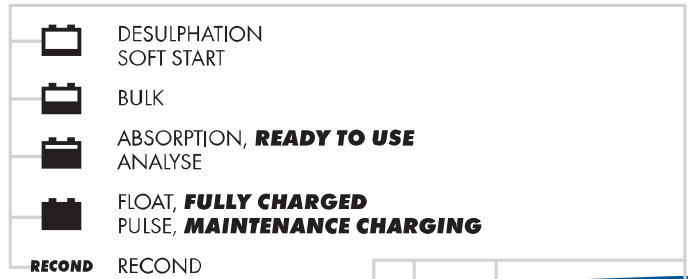 DESULPHATION
SOFT START
BULK
ABSORPTION, READY TO USE
ANALYSE
FLOAT, FULLY CHARGED
PULSE, MAINTENANCE CHARGING
RECOND RECOND